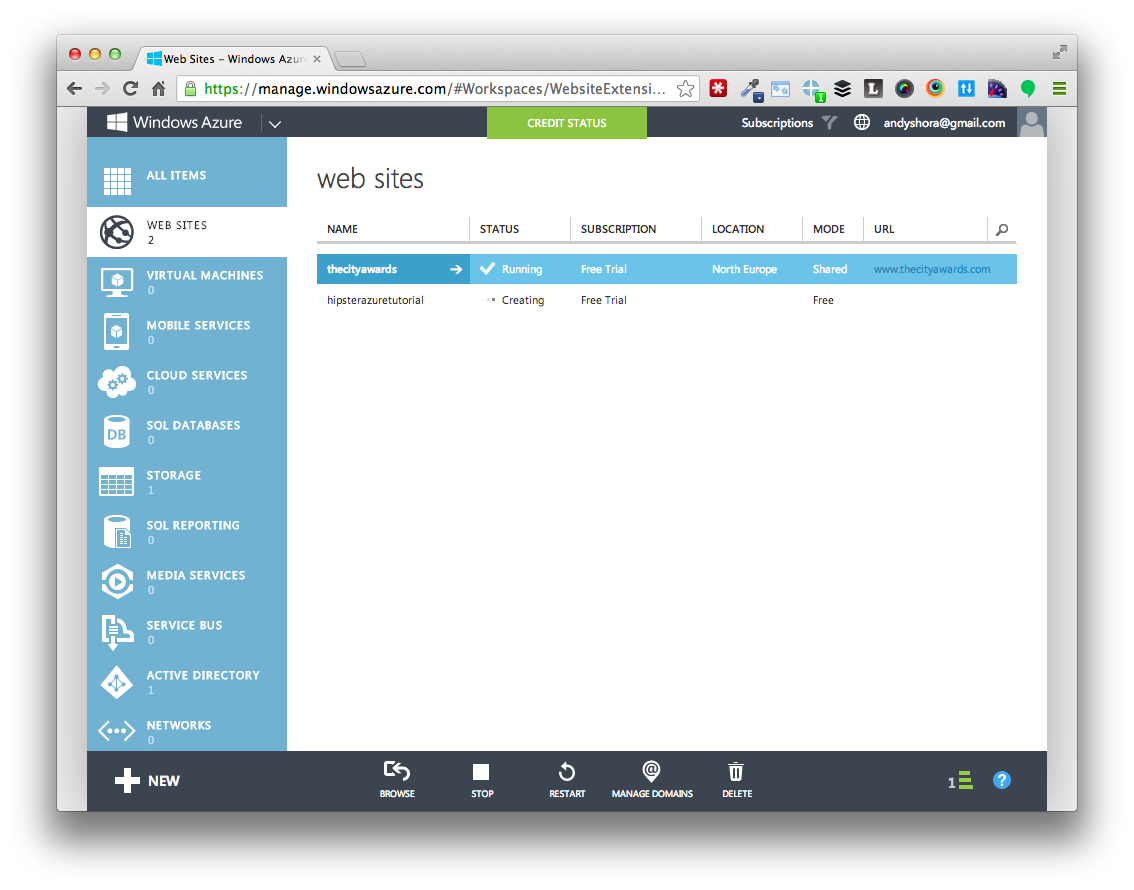 Web Sites – Windows Azur
https://manage.windowsazure.com/#Workspaces/WebsiteExtensi...
L
1
Windows Azure
CREDIT STATUS
Subscriptions
andyshora@gmail.com
ALL ITEMS
WEB SITES
2
VIRTUAL MACHINES
0
MOBILE SERVICES
0
CLOUD SERVICES
0
DB
SQL DATABASES
0
STORAGE
1
SQL REPORTING
0
MEDIA SERVICES
0
SERVICE BUS
0
ACTIVE DIRECTORY
1
NETWORKS
0
web sites
NAME STATUS SUBSCRIPTION LOCATION MODE URL
thecityawards Running Free Trial North Europe Shared www.thecityawards.com
hipsterazuretutorial Creating Free Trial Free
NEW
BROWSE STOP RESTART MANAGE DOMAINS DELETE
1 ?